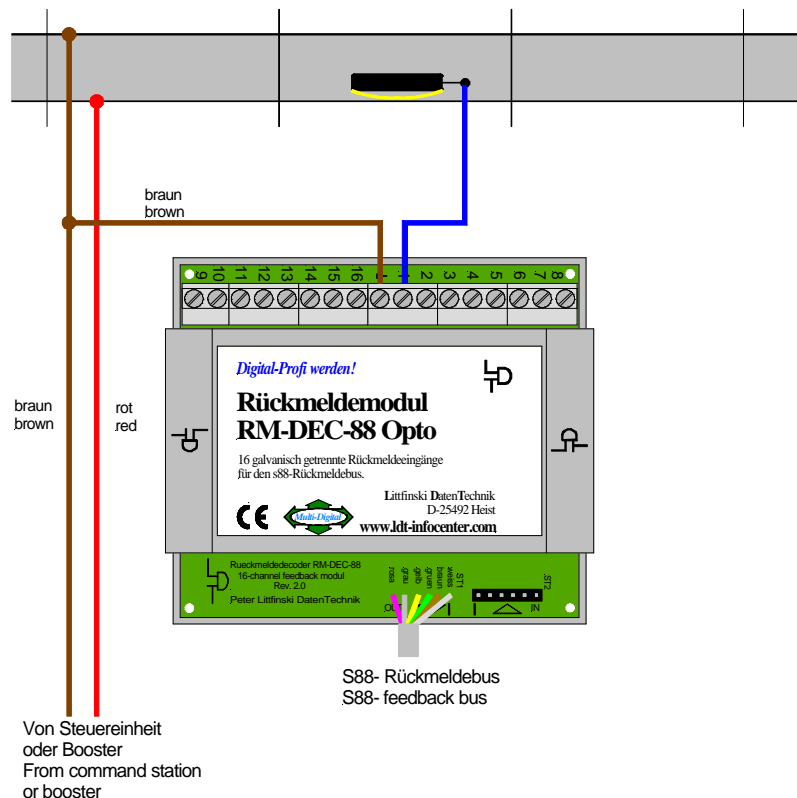 braun
brown
9 10 11 12 13 14 15 16 1 2 3 4 5 6 7 8
Digital-Profi werden!
Rückmeldemodul
RM-DEC-88 Opto
16 galvanisch getrennte Rückmeldeeingänge
für den s88-Rückmeldebus.
Littfinski DatenTechnik
D-25492 Heist
www.ldt-infocenter.com
CE
Multi-Digital
braun
brown
rot
red
Rueckmeldedecoder RM-DEC-88
16-channel feedback modul
Rev. 2.0
Peter Littfinski DatenTechnik
rosa
grau
gelb
gruen
braun
weiss
ST1
ST2
OUT
IN
S88- Rückmeldebus
S88- feedback bus
Von Steuereinheit
oder Booster
From command station
or booster